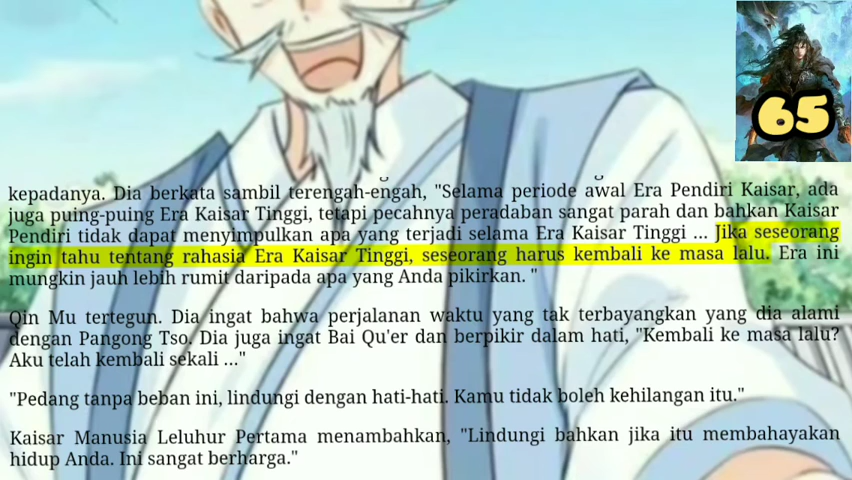 65
kepadanya. Dia berkata sambil terengah-engah, "Selama periode awal Era Pendiri Kaisar, ada
juga puing-puing Era Kaisar Tinggi, tetapi pecahnya peradaban sangat parah dan bahkan Kaisar
Pendiri tidak dapat menyimpulkan apa yang terjadi selama Era Kaisar Tinggi ... Jika seseorang
ingin tahu tentang rahasia Era Kaisar Tinggi, seseorang harus kembali ke masa lalu. Era ini
mungkin jauh lebih rumit daripada apa yang Anda pikirkan. "
Qin Mu tertegun. Dia ingat bahwa perjalanan waktu yang tak terbayangkan yang dia alami
dengan Pangong Tso. Dia juga ingat Bai Qu'er dan berpikir dalam hati, "Kembali ke masa lalu?
Aku telah kembali sekali ..."
"Pedang tanpa beban ini, lindungi dengan hati-hati. Kamu tidak boleh kehilangan itu."
Kaisar Manusia Leluhur Pertama menambahkan, "Lindungi bahkan jika itu membahayakan
hidup Anda. Ini sangat berharga."